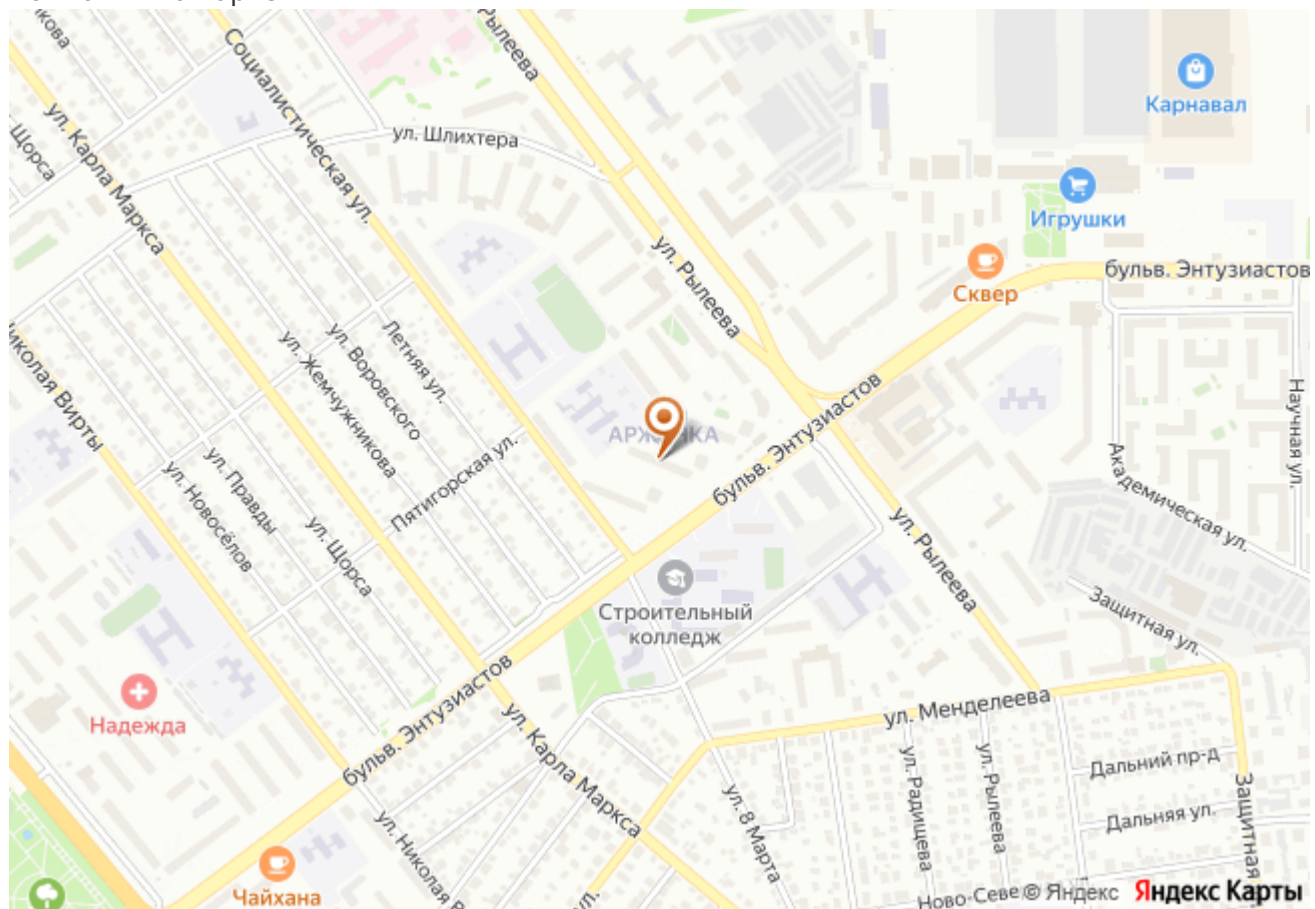 Рылеева
Социалистическая ул.
Карнавал
ул. Карла Маркса
Щорса
ул. Шлихтера
Игрушки
ул. Рылеева
бульв. Энтузиастов
Сквер
Летняя ул.
ул. Воровского
ул. Жемчужникова
Николая Вирты
Научная ул.
бульв. Энтузиастов
Пятигорская ул.
Академическая ул.
ул. Правды
ул. Новосёлов
ул. Щорса
ул. Рылеева
Строительный
колледж
Защитная ул.
Надежда
бульв. Энтузиастов
ул. Менделеева
ул. Карла Маркса
ул. Радищева
ул. Рылеева
Дальний пр-д
Защитная
ул. 8 Марта
Дальняя ул.
ул. Николая
Чайхана
ул.
Ново-Севе
© Яндекс
Яндекс Карты